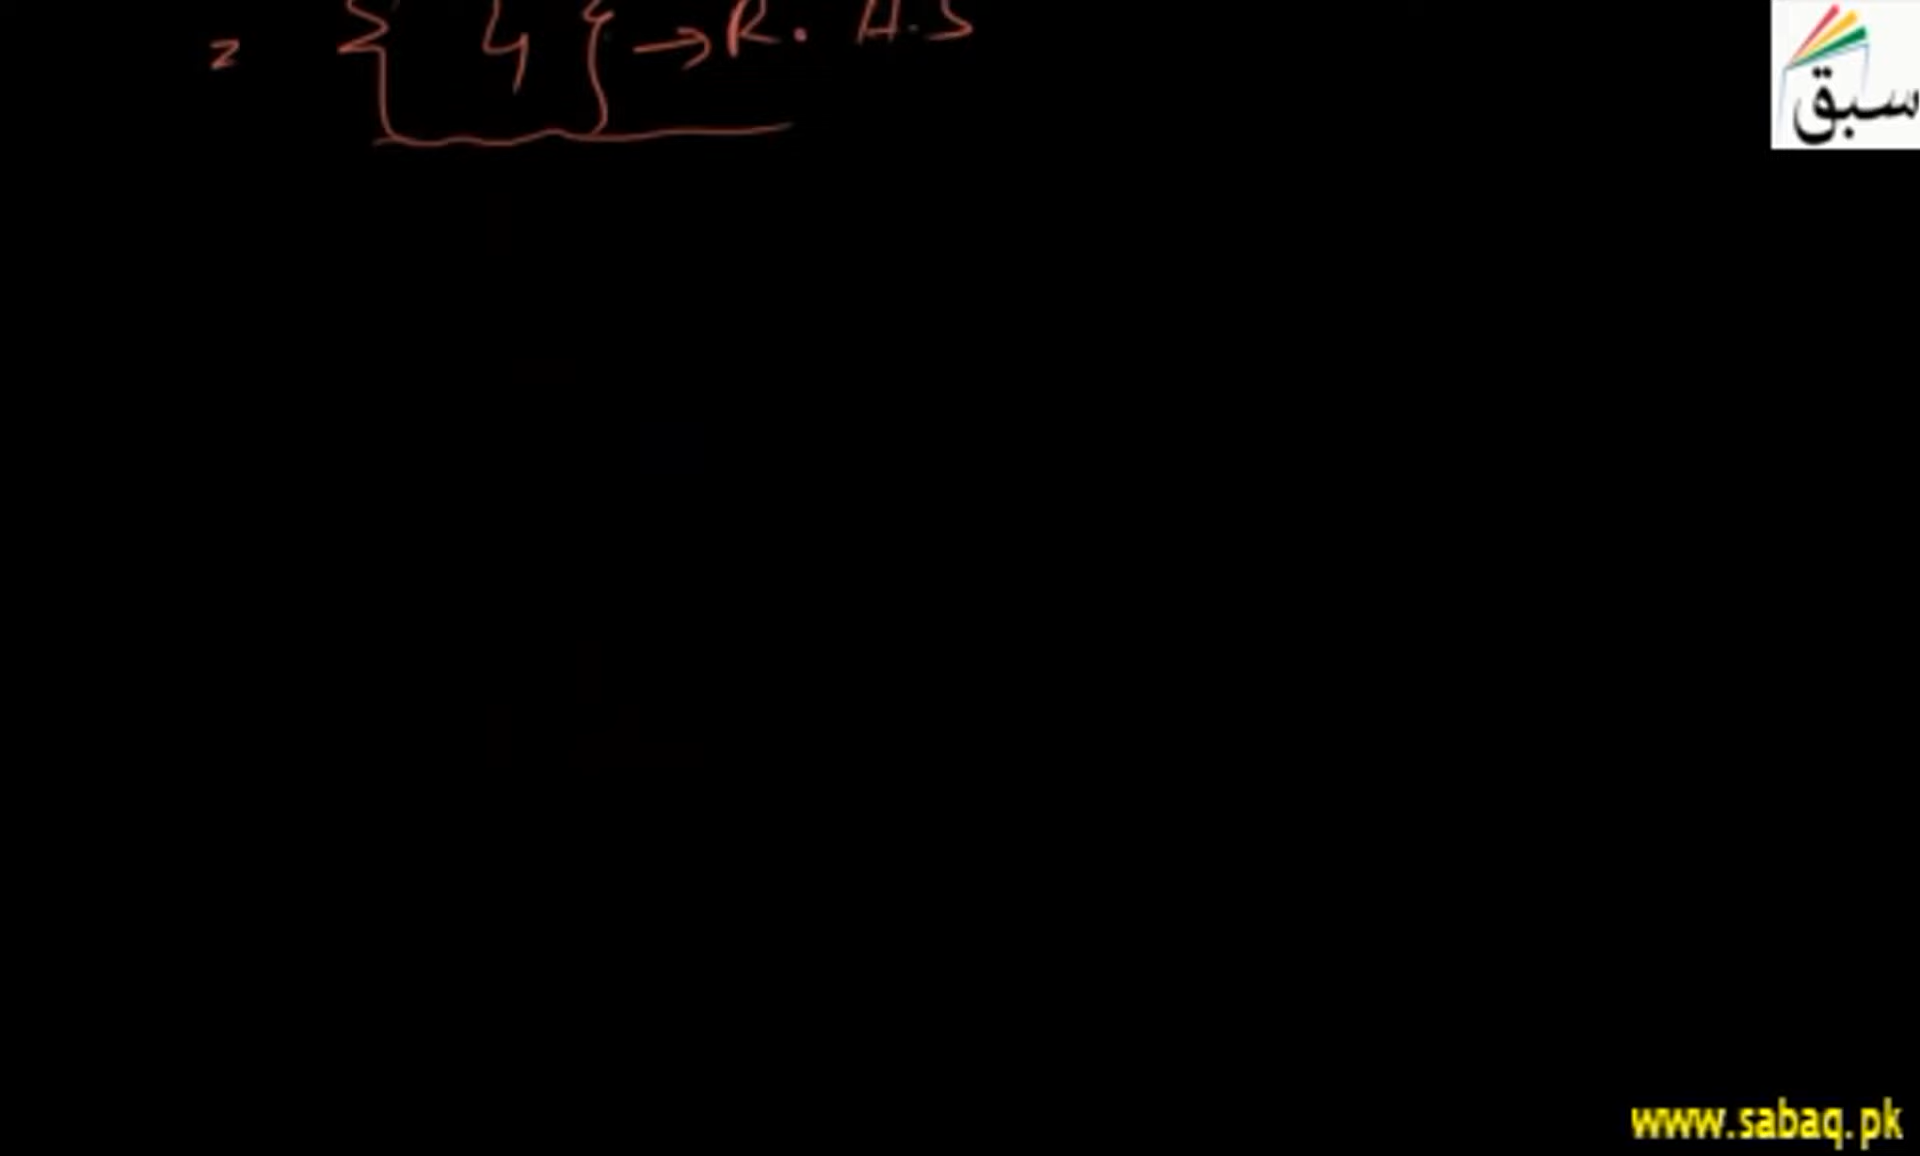 = { 4 } → R.H.S
سبق
www.sabaq.pk